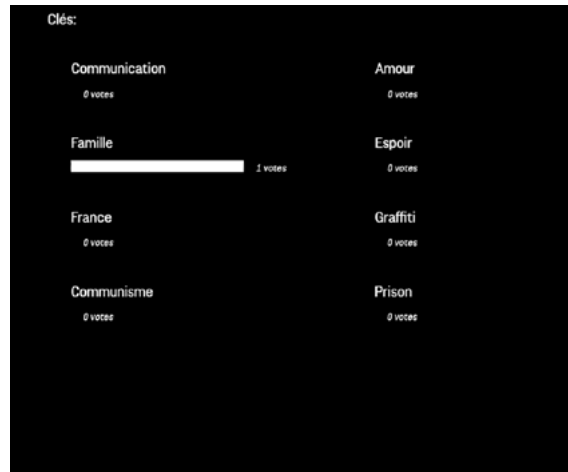 Clés:
Communication
0 votes
Amour
0 votes
Famille
1 votes
Espoir
0 votes
France
0 votes
Graffiti
0 votes
Communisme
0 votes
Prison
0 votes